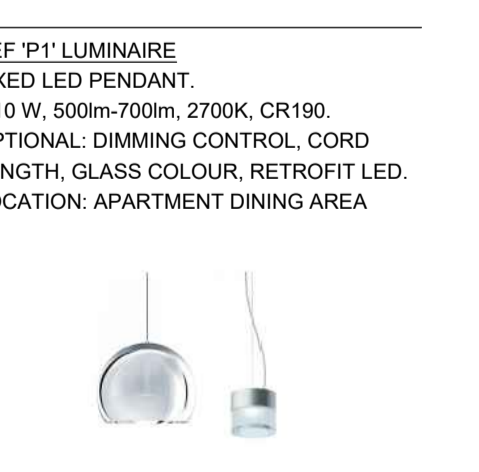 EF 'P1' LUMINAIRE
XED LED PENDANT.
10 W, 500lm-700lm, 2700K, CR190.
PTIONAL: DIMMING CONTROL, CORD
NGTH, GLASS COLOUR, RETROFIT LED.
OCATION: APARTMENT DINING AREA